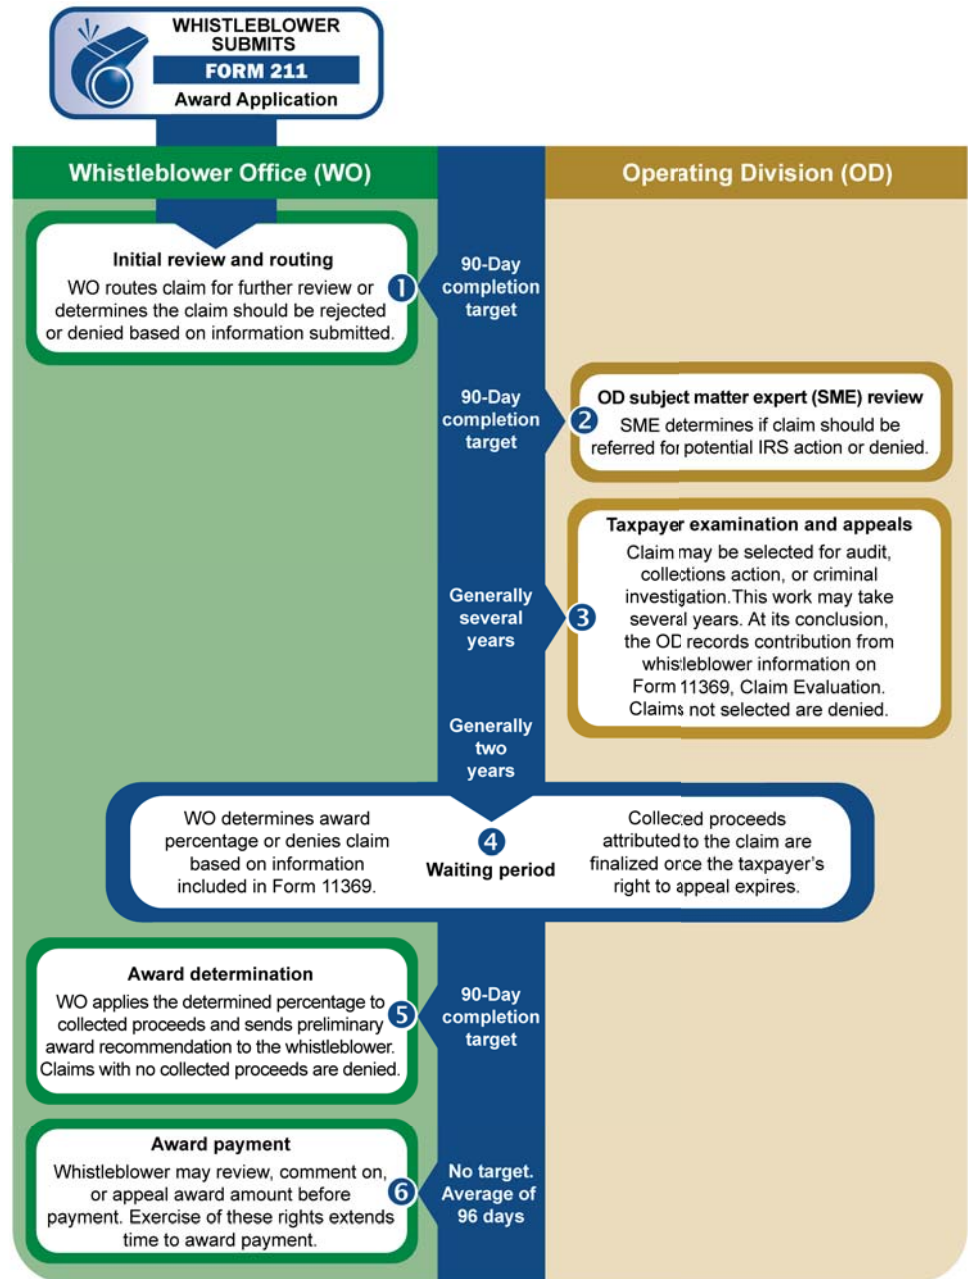 WHISTLEBLOWER
SUBMITS
FORM 211
Award Application
Whistleblower Office (WO)
Operating Division (OD)
Initial review and routing
WO routes claim for further review or
determines the claim should be rejected
or denied based on information submitted.
1
90-Day
completion
target
90-Day
completion
target
2
OD subject matter expert (SME) review
SME determines if claim should be
referred for potential IRS action or denied.
Generally
several
years
3
Taxpayer examination and appeals
Claim may be selected for audit,
collections action, or criminal
investigation. This work may take
several years. At its conclusion,
the OD records contribution from
whistleblower information on
Form 11369, Claim Evaluation.
Claims not selected are denied.
Generally
two
years
WO determines award
percentage or denies claim
based on information
included in Form 11369.
4
Waiting period
Collected proceeds
attributed to the claim are
finalized once the taxpayer's
right to appeal expires.
Award determination
WO applies the determined percentage to
collected proceeds and sends preliminary
award recommendation to the whistleblower.
Claims with no collected proceeds are denied.
5
90-Day
completion
target
Award payment
Whistleblower may review, comment on,
or appeal award amount before
payment. Exercise of these rights extends
time to award payment.
6
No target.
Average of
96 days